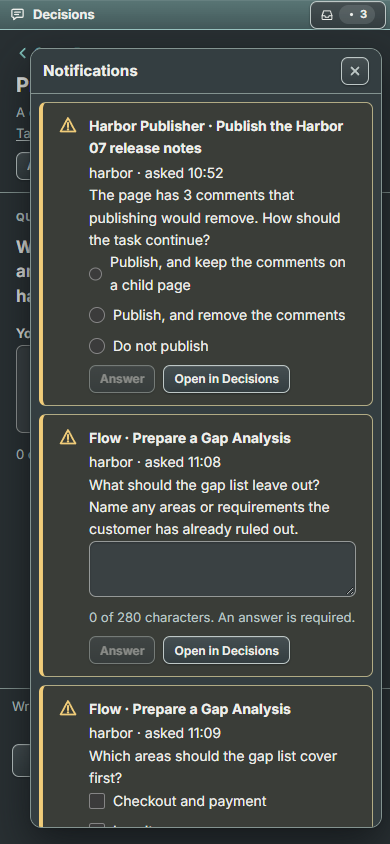 Decisions
• 3
Notifications
Harbor Publisher · Publish the Harbor
07 release notes
harbor · asked 10:52
The page has 3 comments that
publishing would remove. How should
the task continue?
Publish, and keep the comments on
a child page
Publish, and remove the comments
Do not publish
Answer
Open in Decisions
Flow · Prepare a Gap Analysis
harbor · asked 11:08
What should the gap list leave out?
Name any areas or requirements the
customer has already ruled out.
0 of 280 characters. An answer is required.
Answer
Open in Decisions
Flow · Prepare a Gap Analysis
harbor · asked 11:09
Which areas should the gap list cover
first?
Checkout and payment